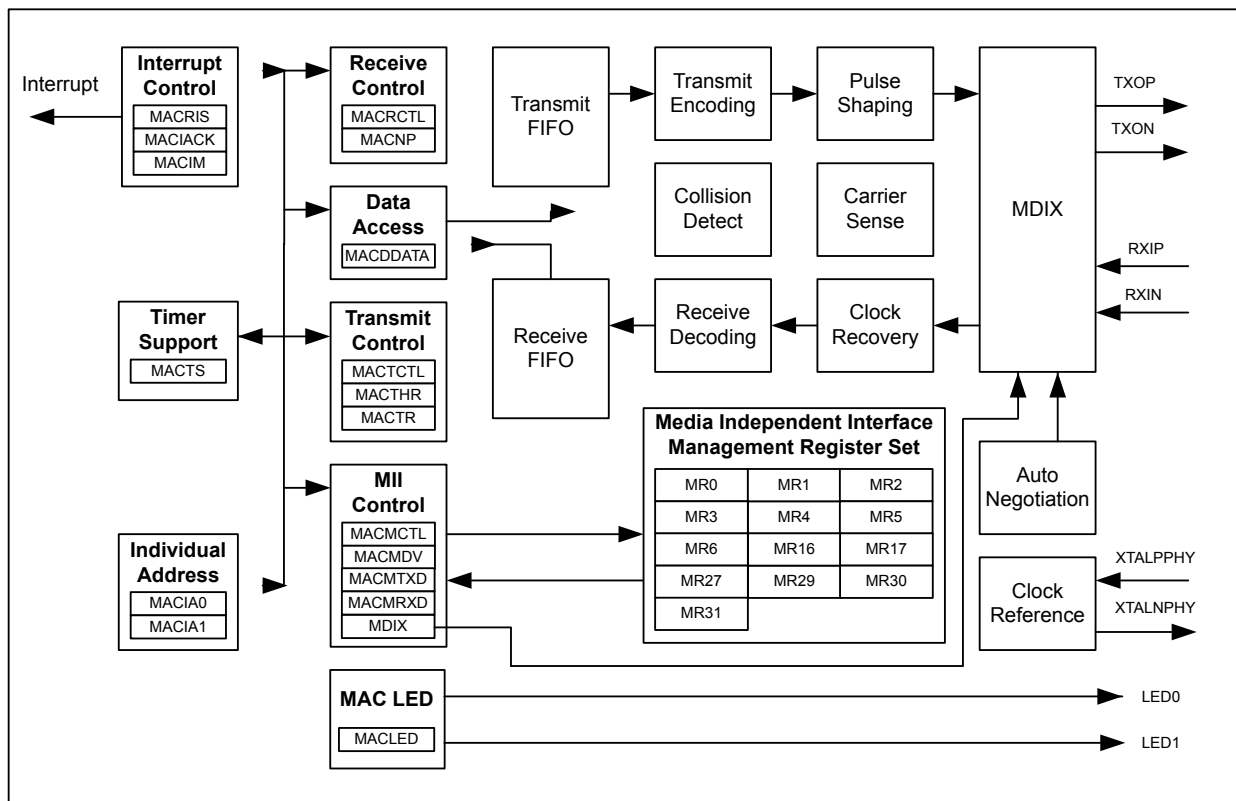 Interrupt
Interrupt
Control
MACRIS
MACIACK
MACIM
Timer
Support
MACTS
Individual
Address
MACIA0
MACIA1
Receive
Control
MACRCTL
MACNP
Data
Access
MACDDATA
Transmit
Control
MACTCTL
MACTHR
MACTR
MII
Control
MACMCTL
MACMDV
MACMTXD
MACMRXD
MDIX
MAC LED
MACLED
Transmit
FIFO
Receive
FIFO
Transmit
Encoding
Pulse
Shaping
Collision
Detect
Carrier
Sense
Receive
Decoding
Clock
Recovery
MDIX
TXOP
TXON
RXIP
RXIN
Media Independent Interface
Management Register Set
MR0 MR1 MR2
MR3 MR4 MR5
MR6 MR16 MR17
MR27 MR29 MR30
MR31
Auto
Negotiation
Clock
Reference
XTALPPHY
XTALNPHY
LED0
LED1